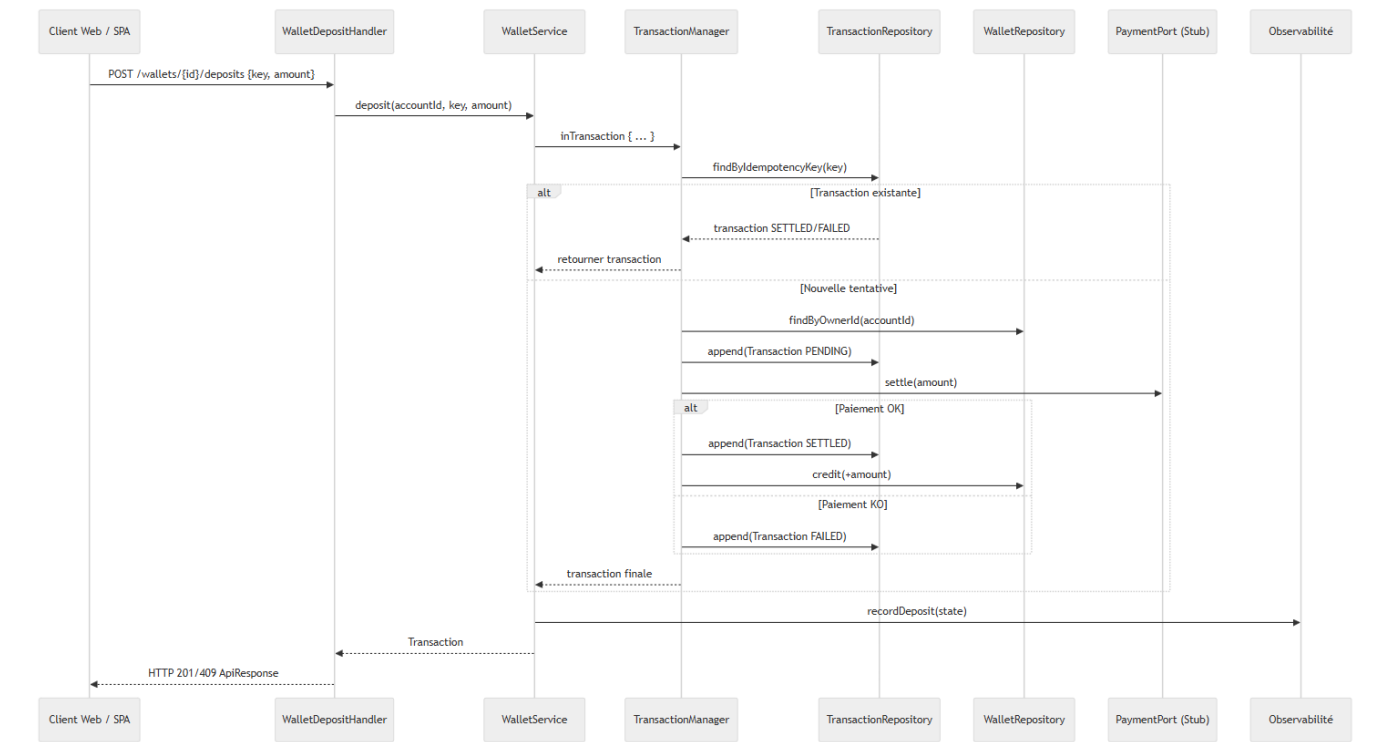 Client Web / SPA
WalletDepositHandler
WalletService
TransactionManager
TransactionRepository
WalletRepository
PaymentPort (Stub)
Observabilité
POST /wallets/{id}/deposits {key, amount}
deposit(accountId, key, amount)
inTransaction { ... }
findByIdempotencyKey(key)
alt
[Transaction existante]
transaction SETTLED/FAILED
retourner transaction
[Nouvelle tentative]
findByOwnerId(accountId)
append(Transaction PENDING)
settle(amount)
alt
[Paiement OK]
append(Transaction SETTLED)
credit(+amount)
[Paiement KO]
append(Transaction FAILED)
transaction finale
recordDeposit(state)
Transaction
HTTP 201/409 ApiResponse
Client Web / SPA
WalletDepositHandler
WalletService
TransactionManager
TransactionRepository
WalletRepository
PaymentPort (Stub)
Observabilité